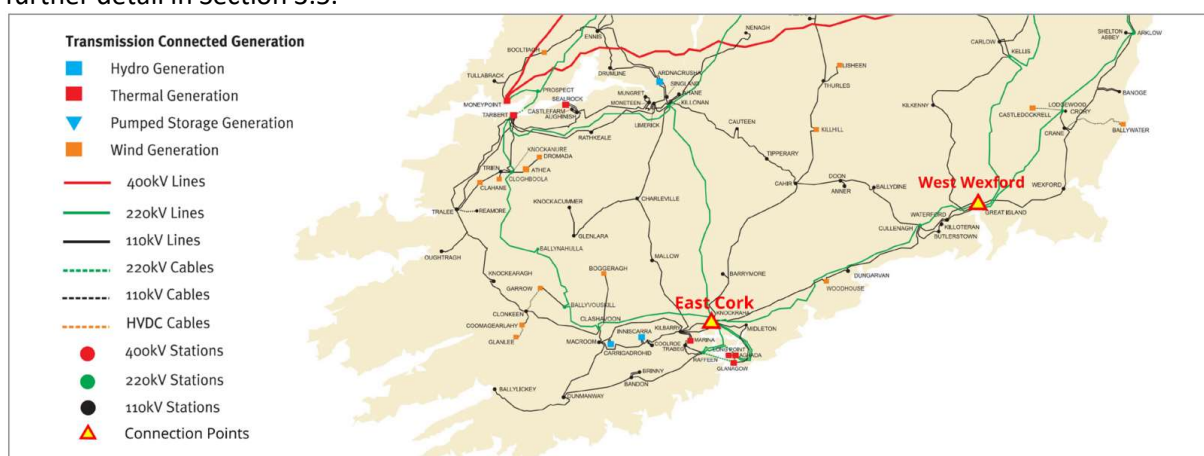 further detail in Section 5.3.
Transmission Connected Generation
Hydro Generation
Thermal Generation
Pumped Storage Generation
Wind Generation
400kV Lines
220kV Lines
110kV Lines
220kV Cables
110kV Cables
HVDC Cables
400kV Stations
220kV Stations
110kV Stations
Connection Points
NENAGH
ENNIS
BOOLTIAGH
DRUMLINE
ARDNACRUSHA
SINGLAND
AHANE
TULLABRACK
PROSPECT
MONEYPOINT
SEALROCK
CASTLEFARM
AUGHINISH
MUNGRET
MONETEEN
KILLONAN
LIMERICK
TARBERT
RATHKEALE
LISHEEN
THURLES
CARLOW
KELLIS
SHELTON
ABBEY
ARKLOW
BANOGE
KILKENNY
LODGEWOOD
CASTLEDOCKRELL
CRORY
CRANE
BALLYWATER
CAUTEEN
KILLHILL
TIPPERARY
KNOCKANURE
DROMADA
TRIEN
ATHEA
CLOGHBOOLA
CLAHANE
CAHIR
DOON
ANNER
BALLYDINE
West Wexford
WEXFORD
GREAT ISLAND
WATERFORD
KILLOTERAN
CULLENAGH
BUTLERSTOWN
TRALEE
REAMORE
KNOCKACUMMER
CHARLEVILLE
GLENLARA
OUGHTRAGH
BALLYNAHULLA
MALLOW
BARRYMORE
DUNGARVAN
WOODHOUSE
KNOCKEARAGH
GARROW
BOGGERAGH
BALLYVOUSKILL
East Cork
KNOCKRAHA
CLONKEEN
CLASHAVOON
COOMAGEARLAHY
INNISCARRA
KILBARRY
MIDLETON
GLANLEE
MACROOM
CARRIGADROHID
COOLROE
TRABEG
MARINA
LONGPOINT
AGHADA
RAFFEEN
GLANAGOW
BRINNY
BANDON
BALLYLICKEY
DUNMANWAY